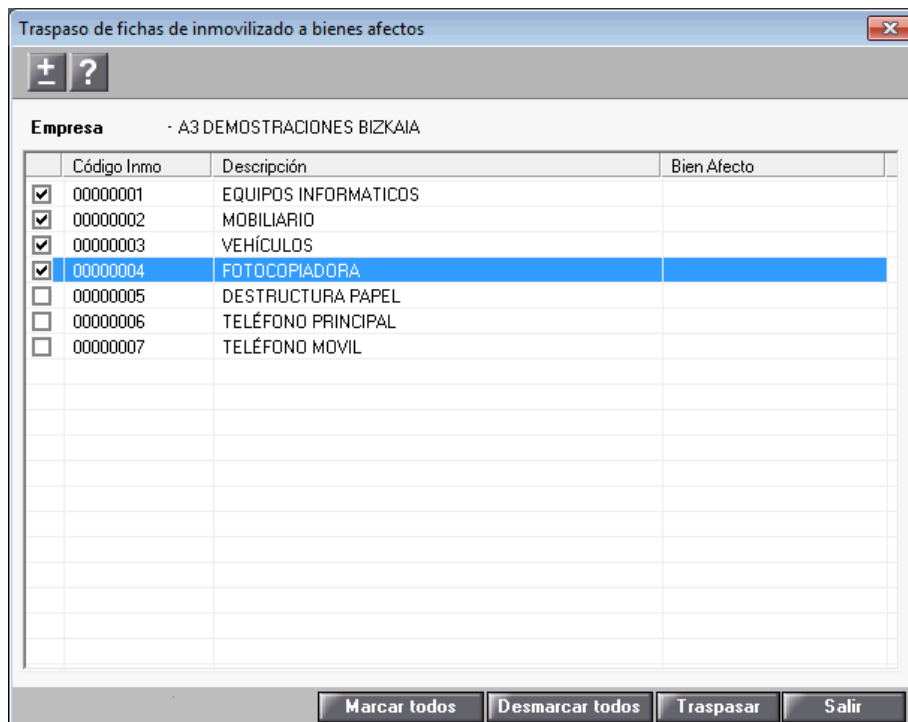 Traspaso de fichas de inmovilizado a bienes afectos
± ?
Empresa - A3 DEMOSTRACIONES BIZKAIA
Código Inmo Descripción Bien Afecto
00000001 EQUIPOS INFORMATICOS
00000002 MOBILIARIO
00000003 VEHÍCULOS
00000004 FOTOCOPIADORA
00000005 DESTRUCTURA PAPEL
00000006 TELÉFONO PRINCIPAL
00000007 TELÉFONO MOVIL
Marcar todos Desmarcar todos Traspasar Salir